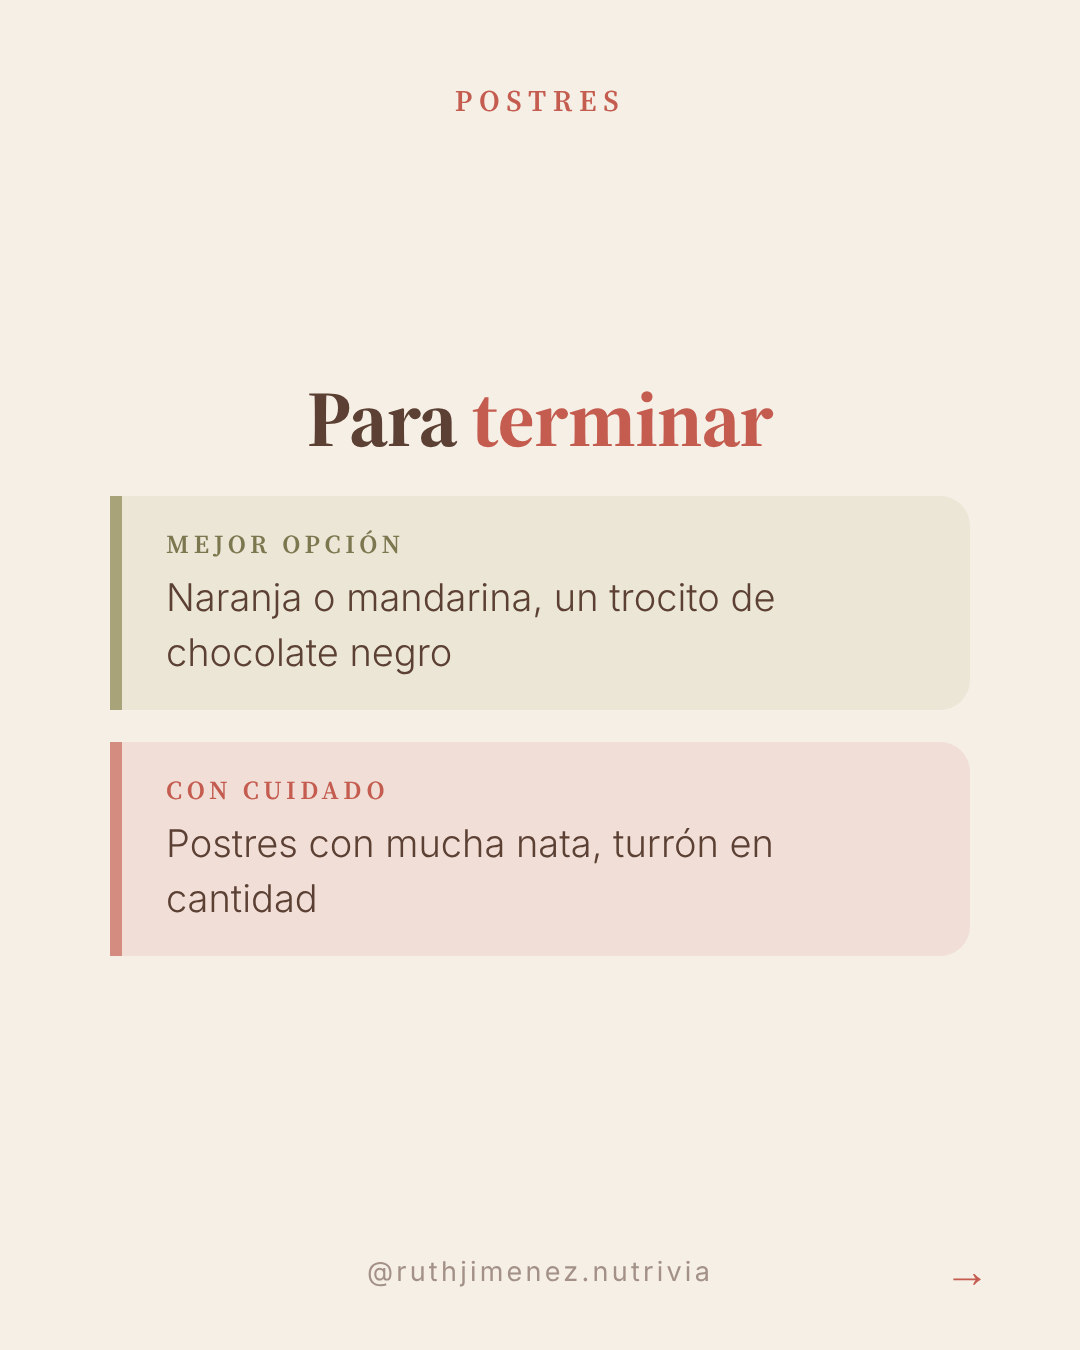 POSTRES
Para terminar
MEJOR OPCIÓN
Naranja o mandarina, un trocito de
chocolate negro
CON CUIDADO
Postres con mucha nata, turrón en
cantidad
@ruthjimenez.nutrivia
→